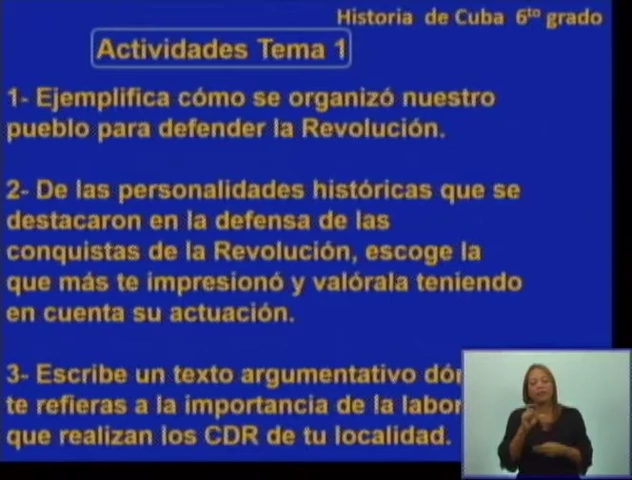 Historia de Cuba 6to grado
Actividades Tema 1
1- Ejemplifica cómo se organizó nuestro
pueblo para defender la Revolución.
2- De las personalidades históricas que se
destacaron en la defensa de las
conquistas de la Revolución, escoge la
que más te impresionó y valórala teniendo
en cuenta su actuación.
3- Escribe un texto argumentativo
te refieras a la importancia de la labor
que realizan los CDR de tu localidad.